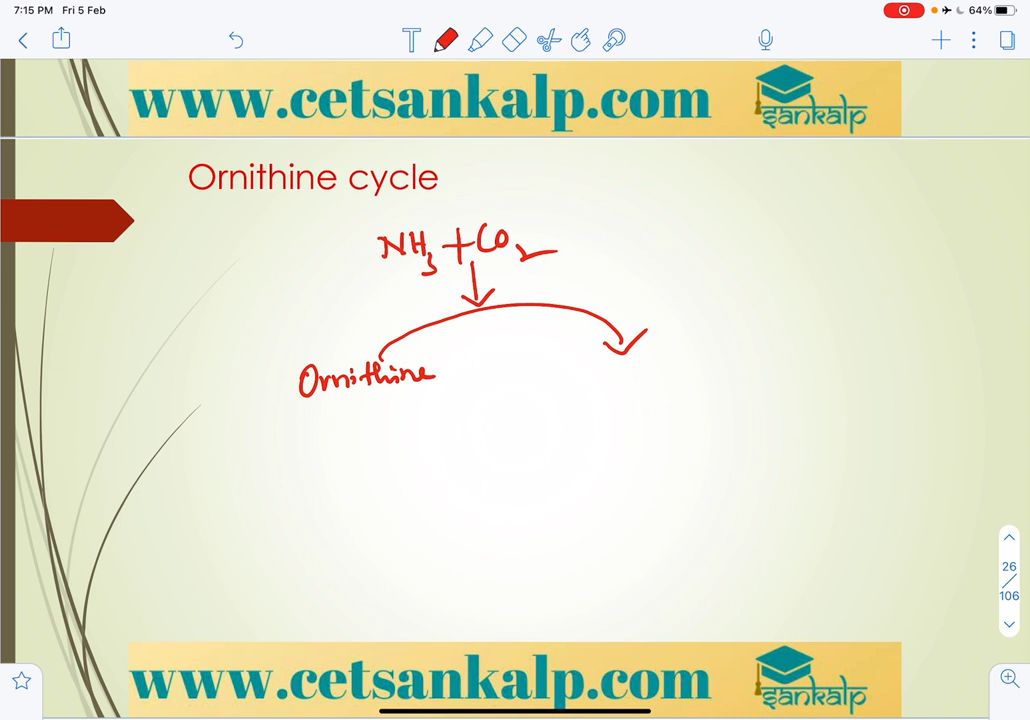 7:15 PM Fri 5 Feb
64%
T
www.cetsankalp.com
sankalp
Ornithine cycle
NH3 + CO2
Ornithine
26
106
www.cetsankalp.com
sankalp